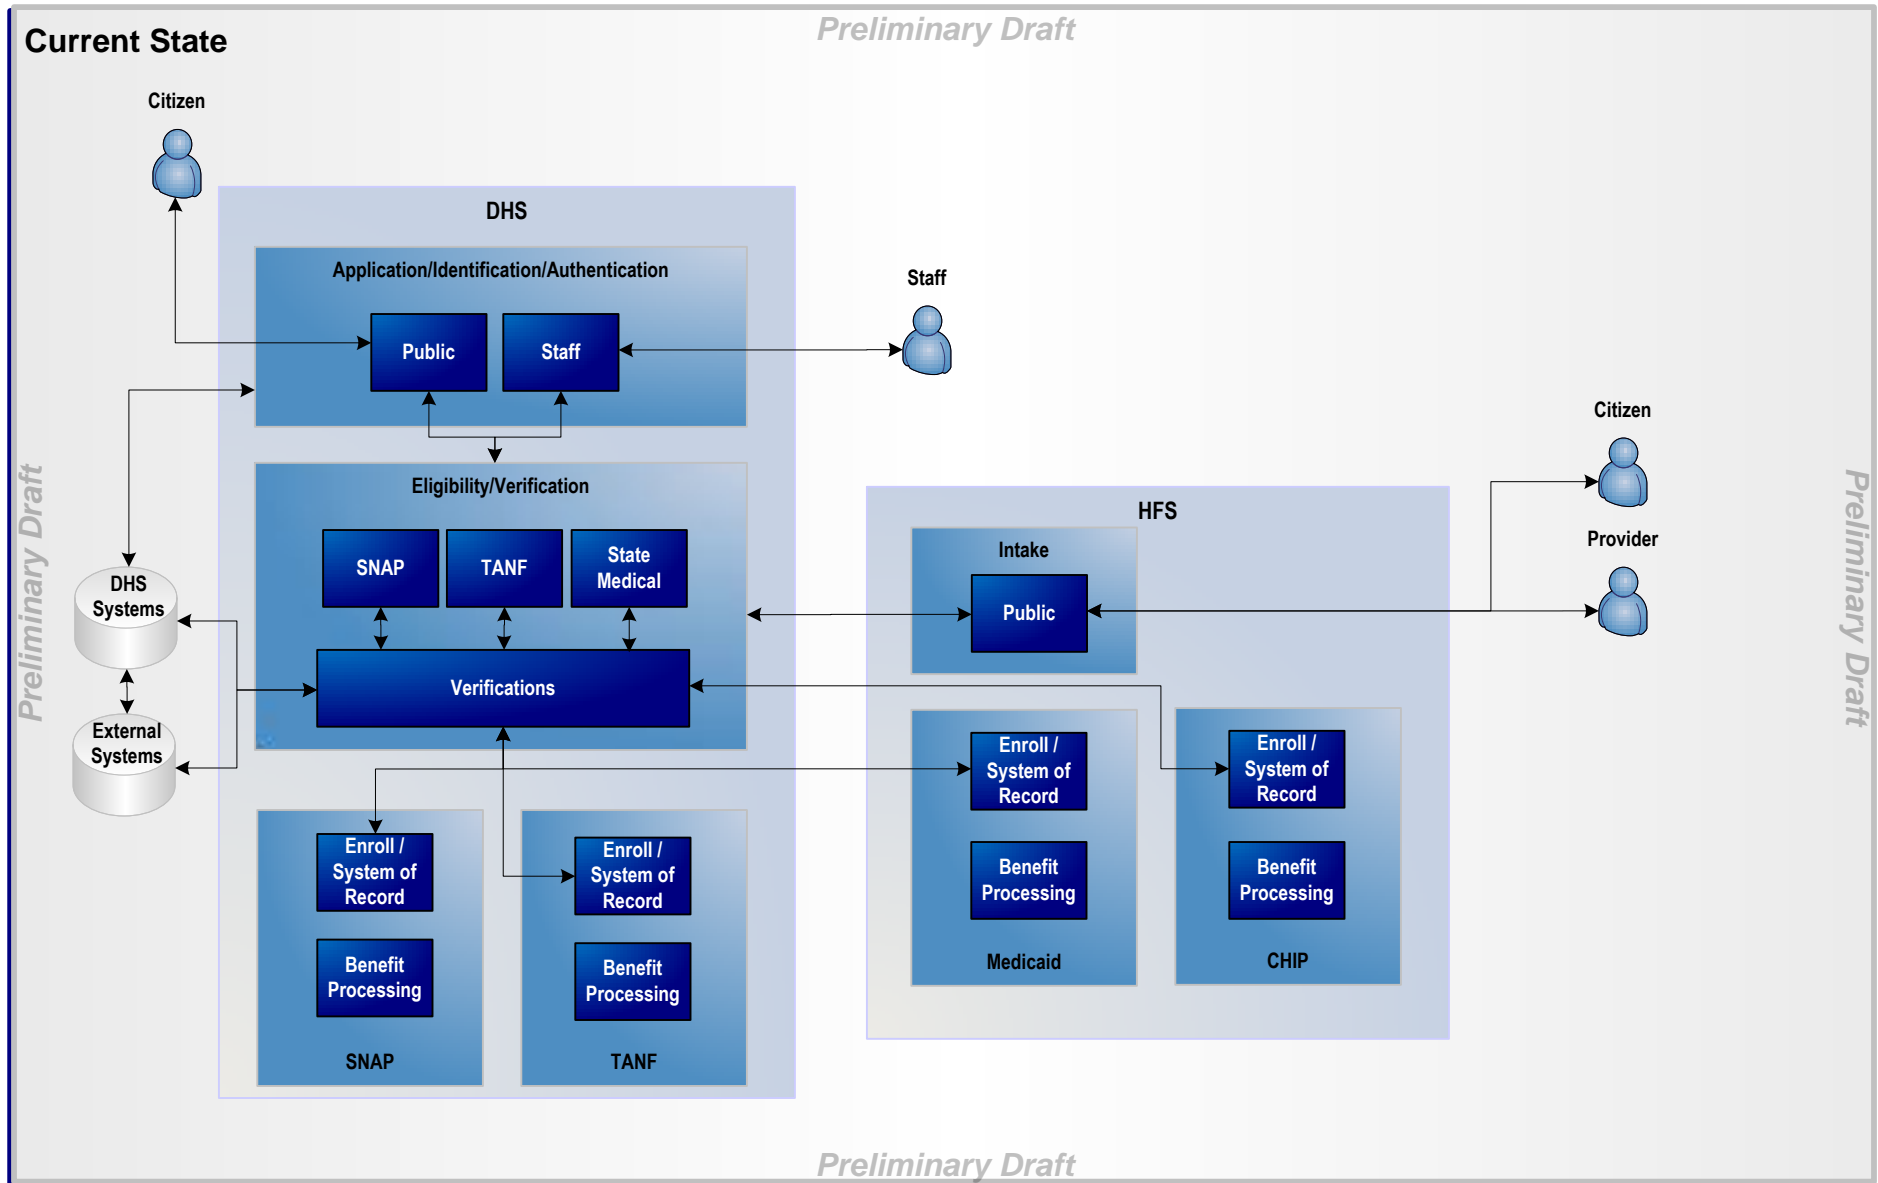 Preliminary Draft
Current State
Citizen
DHS
Application/Identification/Authentication
Public
Staff
Staff
Eligibility/Verification
SNAP
TANF
State
Medical
Verifications
DHS
Systems
External
Systems
Enroll /
System of
Record
Benefit
Processing
SNAP
Enroll /
System of
Record
Benefit
Processing
TANF
HFS
Intake
Public
Citizen
Provider
Enroll /
System of
Record
Benefit
Processing
Medicaid
Enroll /
System of
Record
Benefit
Processing
CHIP
Preliminary Draft
Preliminary Draft
Preliminary Draft